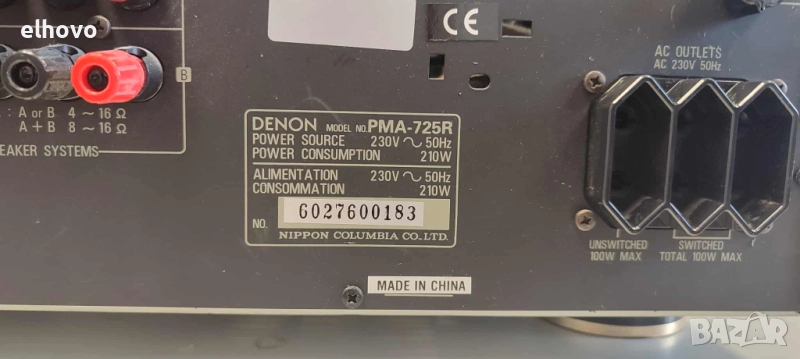 elhovo
CE
AC OUTLETS
AC 230V 50Hz
B
: A or B 4 ~ 16 Ω
A + B 8 ~ 16 Ω
EAKER SYSTEMS
DENON MODEL NO. PMA-725R
POWER SOURCE 230V ~ 50Hz
POWER CONSUMPTION 210W
ALIMENTATION 230V ~ 50Hz
CONSOMMATION 210W
NO. 6027600183
NIPPON COLUMBIA CO. LTD.
UNSWITCHED
100W MAX
SWITCHED
TOTAL 100W MAX
MADE IN CHINA
BAZAR